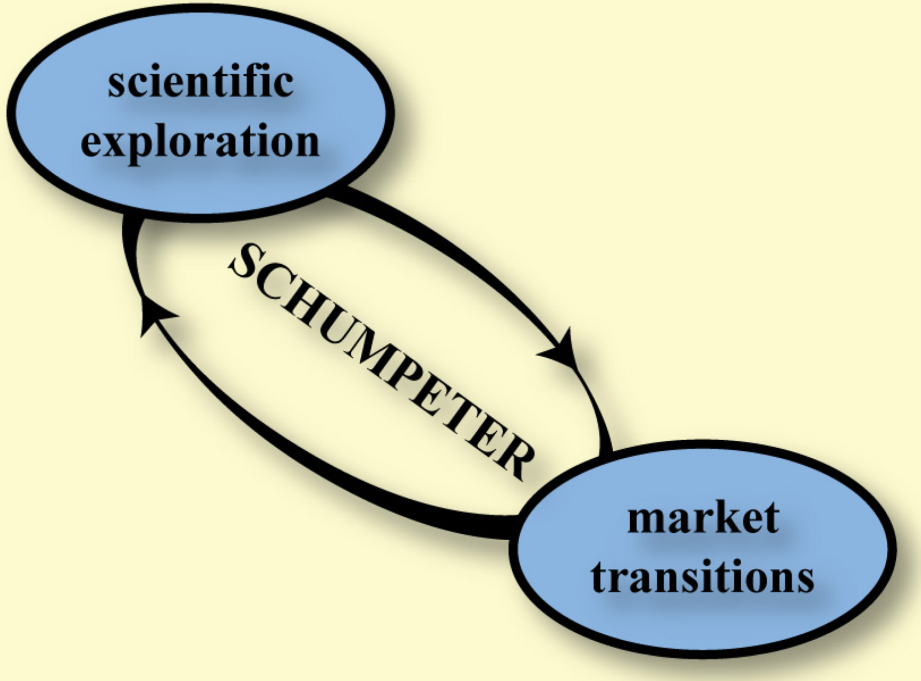 scientific
exploration
SCHUMPETER
market
transitions